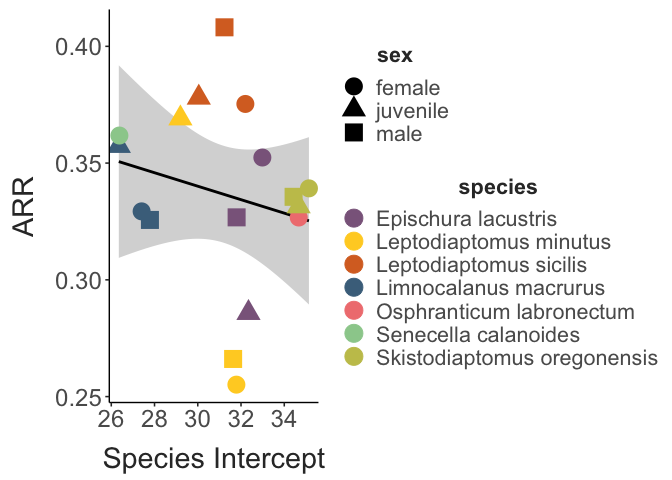 0.40
0.35
0.30
0.25
ARR
26 28 30 32 34
Species Intercept
sex
female
juvenile
male
species
Epischura lacustris
Leptodiaptomus minutus
Leptodiaptomus sicilis
Limnocalanus macrurus
Osphranticum labronectum
Senecella calanoides
Skistodiaptomus oregonensis